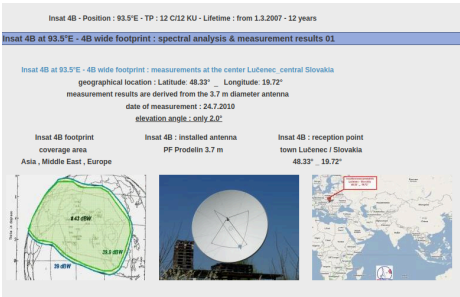 Insat 4B - Position : 93.5°E - TP : 12 C/12 KU - Lifetime : from 1.3.2007 - 12 years
Insat 4B at 93.5°E - 4B wide footprint : spectral analysis & measurement results 01
Insat 4B at 93.5°E - 4B wide footprint : measurements at the center Lučenec_central Slovakia
geographical location : Latitude: 48.33° _ Longitude: 19.72°
measurement results are derived from the 3.7 m diameter antenna
date of measurement : 24.7.2010
elevation angle : only 2.0°
Insat 4B footprint
coverage area
Asia , Middle East , Europe
Insat 4B : installed antenna
PF Prodelin 3.7 m
Insat 4B : reception point
town Lučenec / Slovakia
48.33° _ 19.72°
39 dBW